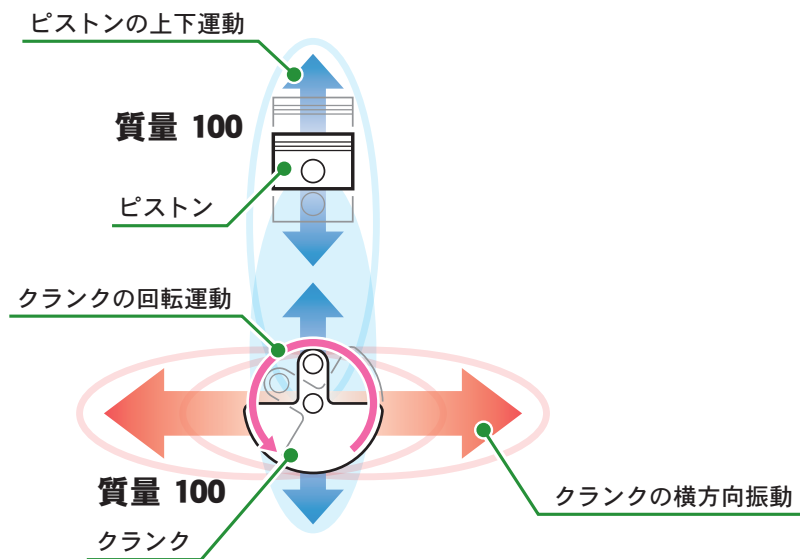 ピストンの上下運動
質量 100
ピストン
クランクの回転運動
質量 100
クランクの横方向振動
クランク